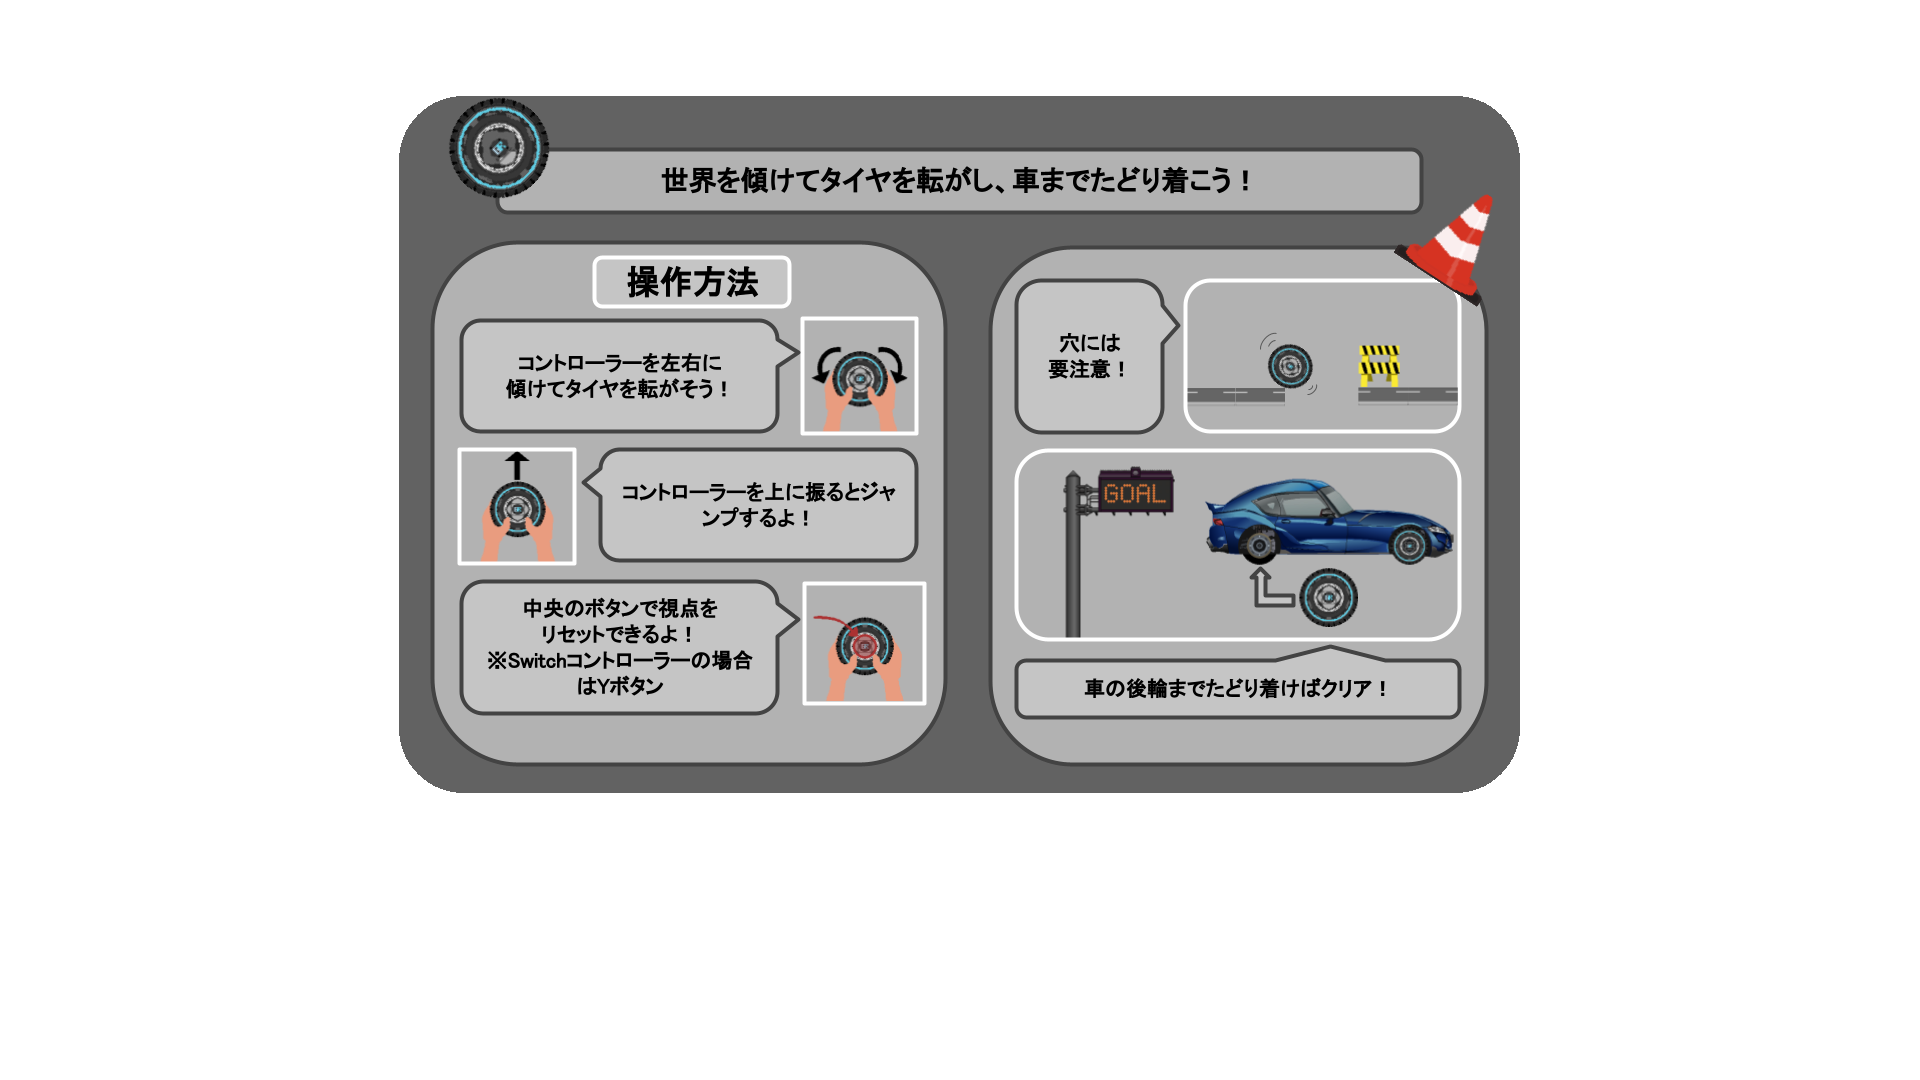 世界を傾けてタイヤを転がし、車までたどり着こう！
操作方法
コントローラーを左右に
傾けてタイヤを転がそう！
コントローラーを上に振るとジャ
ンプするよ！
中央のボタンで視点を
リセットできるよ！
※Switchコントローラーの場合
はYボタン
穴には
要注意！
GOAL
車の後輪までたどり着けばクリア！